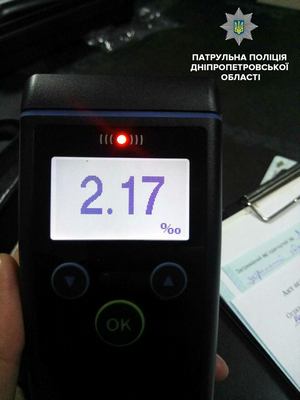 ПАТРУЛЬНА ПОЛІЦІЯ
ДНІПРОПЕТРОВСЬКОЇ
ОБЛАСТІ
2.17
‰
OK